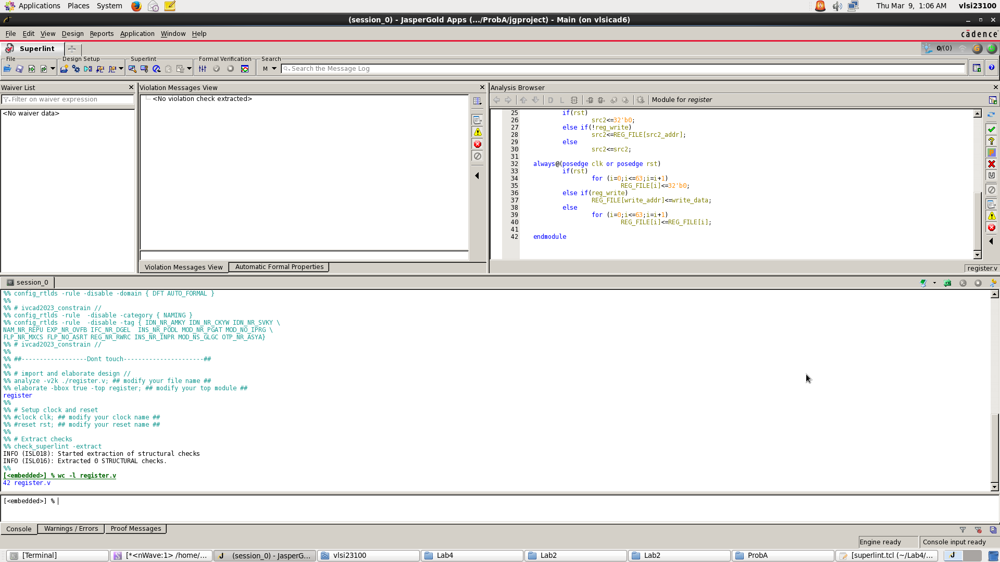 Applications Places System
Thu Mar 9, 1:06 AM vlsi23100
(session_0) - JasperGold Apps (.../ProbA/jgproject) - Main (on vlsicad6)
File Edit View Design Reports Application Window Help
cādence
Superlint
0/(0)
File Design Setup Superlint Formal Verification Search
M Search the Message Log
Waiver List
Filter on waiver expression
<No waiver data>
Violation Messages View
<No violation check extracted>
Violation Messages View Automatic Formal Properties
Analysis Browser
D L Module for register
25 if(rst)
26 src2<=32'b0;
27 else if(!reg_write)
28 src2<=REG_FILE[src2_addr];
29 else
30 src2<=src2;
31
32 always@(posedge clk or posedge rst)
33 if(rst)
34 for (i=0;i<=63;i=i+1)
35 REG_FILE[i]<=32'b0;
36 else if(reg_write)
37 REG_FILE[write_addr]<=write_data;
38 else
39 for (i=0;i<=63;i=i+1)
40 REG_FILE[i]<=REG_FILE[i];
41
42 endmodule
register.v
session_0
%% config_rtlds -rule -disable -domain { DFT AUTO_FORMAL }
%%
%% # ivcad2023_constrain //
%% config_rtlds -rule  -disable -category { NAMING }
%% config_rtlds -rule  -disable -tag { IDN_NR_AMKY IDN_NR_CKYW IDN_NR_SVKY \
NAM_NR_REPU EXP_NR_OVFB IFC_NR_DGEL  INS_NR_PODL MOD_NR_PGAT MOD_NO_IPRG \
FLP_NR_MXCS FLP_NO_ASRT REG_NR_RWRC INS_NR_INPR MOD_NS_GLGC OTP_NR_ASYA}
%% # ivcad2023_constrain //
%%
%% ##------------------Dont touch----------------------##
%%
%% # import and elaborate design //
%% analyze -v2k ./register.v; ## modify your file name ##
%% elaborate -bbox true -top register; ## modify your top module ##
register
%%
%% # Setup clock and reset
%% #clock clk; ## modify your clock name ##
%% #reset rst; ## modify your reset name ##
%%
%% # Extract checks
%% check_superlint -extract
INFO (ISL018): Started extraction of structural checks
INFO (ISL016): Extracted 0 STRUCTURAL checks.
%%
[<embedded>] % wc -l register.v
42 register.v
[<embedded>] %
Console Warnings / Errors Proof Messages
Engine ready Console input ready
[Terminal] [*<nWave:1> /home/... (session_0) - JasperG... vlsi23100 Lab4 Lab2 Lab2 ProbA [superlint.tcl (~/Lab4/...